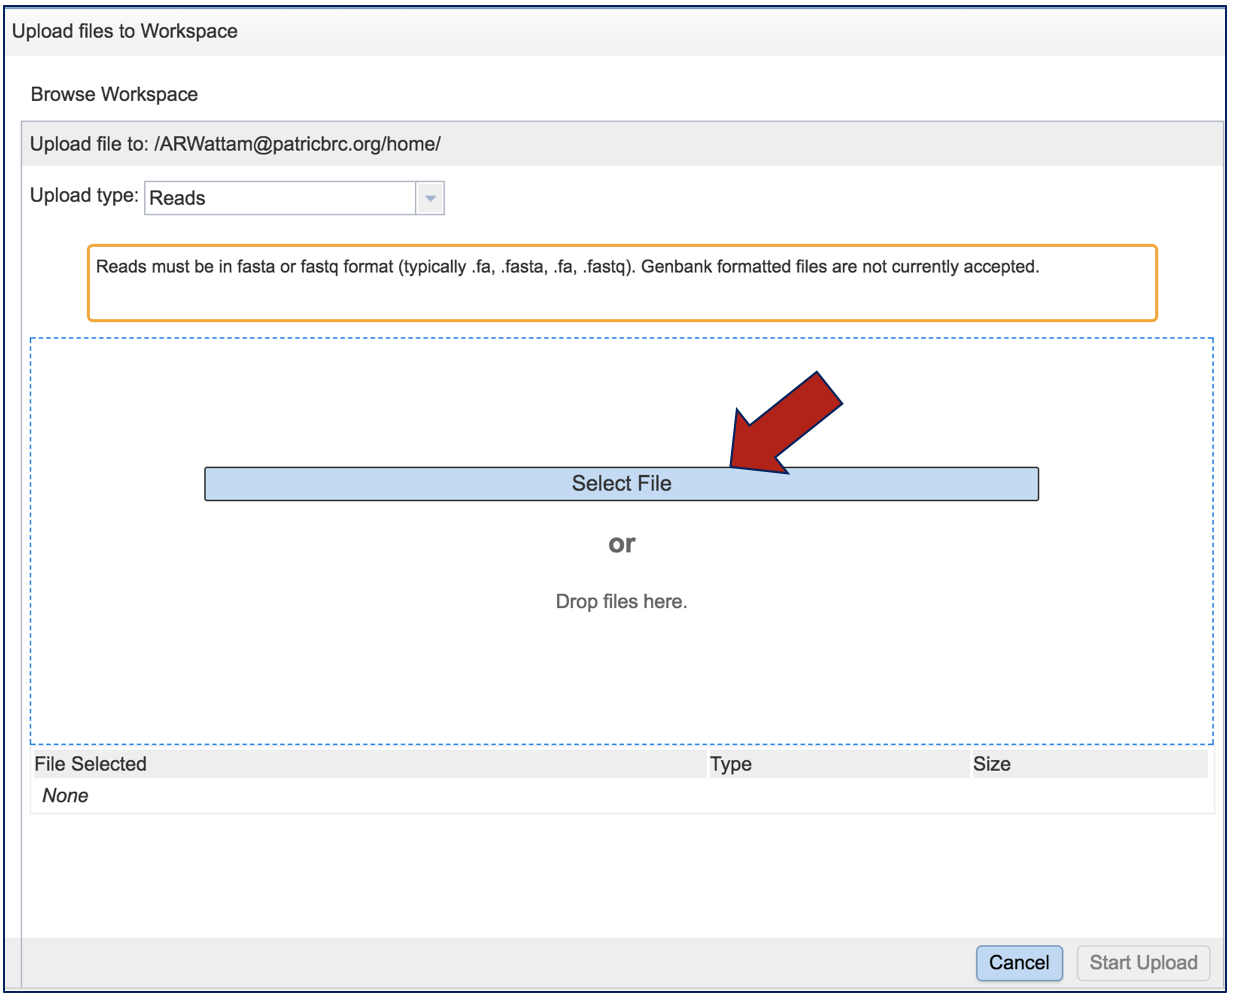 Upload files to Workspace
Browse Workspace
Upload file to: /ARWattam@patricbrc.org/home/
Upload type: Reads
Reads must be in fasta or fastq format (typically .fa, .fasta, .fa, .fastq). Genbank formatted files are not currently accepted.
Select File
or
Drop files here.
File Selected Type Size
None
Cancel Start Upload